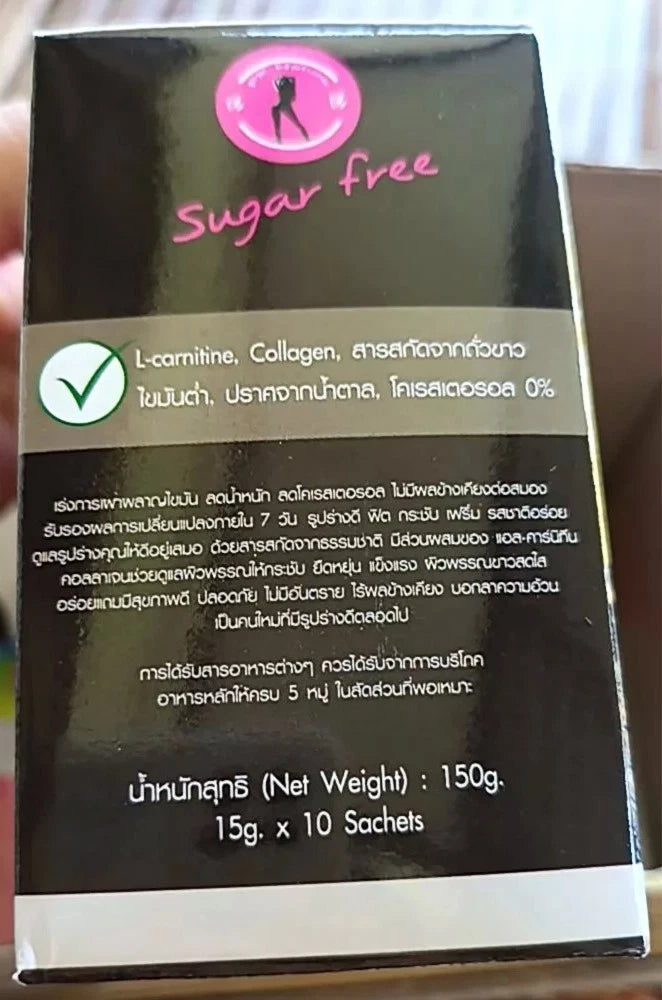 Sugar free
L-carnitine, Collagen, สารสกัดจากถั่วขาว
ไขมันต่ำ, ปราศจากน้ำตาล, โคเรสเตอรอล 0%
เร่งการเผาผลาญไขมัน ลดน้ำหนัก ลดโคเรสเตอรอล ไม่มีผลข้างเคียงต่อสมอง
รับรองผลการเปลี่ยนแปลงภายใน 7 วัน รูปร่างดี ฟิต กระชับ เฟริ์ม รสชาติอร่อย
ดูแลรูปร่างคุณให้ดีอยู่เสมอ ด้วยสารสกัดจากธรรมชาติ มีส่วนผสมของ แอล-คาร์นิทีน
คอลลาเจนช่วยดูแลผิวพรรณให้กระชับ ยืดหยุ่น แข็งแรง ผิวพรรณขาวสดใส
อร่อยแถมมีสุขภาพดี ปลอดภัย ไม่มีอันตราย ไร้ผลข้างเคียง บอกลาความอ้วน
เป็นคนใหม่ที่มีรูปร่างดีตลอดไป
การได้รับสารอาหารต่างๆ ควรได้รับจากการบริโภค
อาหารหลักให้ครบ 5 หมู่ ในสัดส่วนที่พอเหมาะ
น้ำหนักสุทธิ (Net Weight) : 150g.
15g. x 10 Sachets